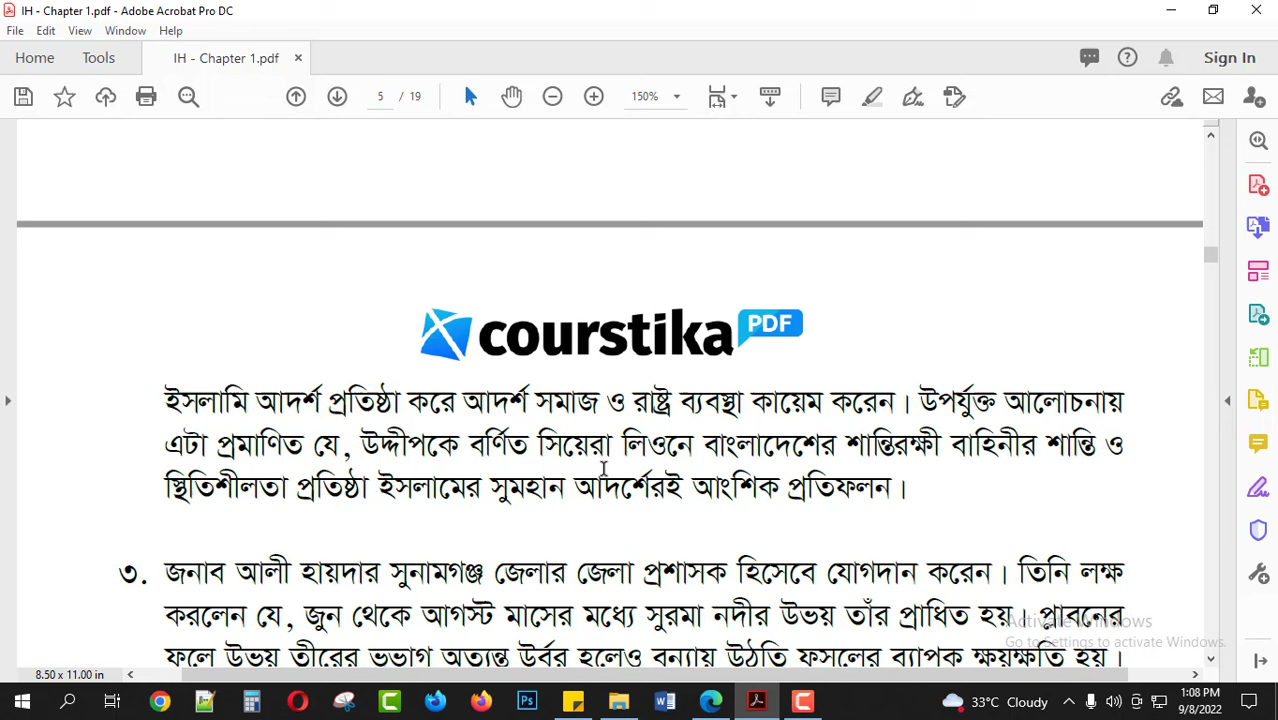 IH - Chapter 1.pdf - Adobe Acrobat Pro DC
File Edit View Window Help
Home Tools IH - Chapter 1.pdf × Sign In
5 / 19 150%
courstika PDF
ইসলামি আদর্শ প্রতিষ্ঠা করে আদর্শ সমাজ ও রাষ্ট্র ব্যবস্থা কায়েম করেন। উপর্যুক্ত আলোচনায়
এটা প্রমাণিত যে, উদ্দীপকে বর্ণিত সিয়েরা লিওনে বাংলাদেশের শান্তিরক্ষী বাহিনীর শান্তি ও
স্থিতিশীলতা প্রতিষ্ঠা ইসলামের সুমহান আদর্শেরই আংশিক প্রতিফলন।
৩. জনাব আলী হায়দার সুনামগঞ্জ জেলার জেলা প্রশাসক হিসেবে যোগদান করেন। তিনি লক্ষ
করলেন যে, জুন থেকে আগস্ট মাসের মধ্যে সুরমা নদীর উভয় তাঁর প্রাধিত হয়। প্লাবনের
ফলে উভয় তীরের ভূভাগ অত্যন্ত উর্বর হলেও বন্যায় উঠতি ফসলের ব্যাপক ক্ষয়ক্ষতি হয়।
Activate Windows
Go to Settings to activate Windows.
8.50 x 11.00 in
33°C Cloudy
1:08 PM
9/8/2022